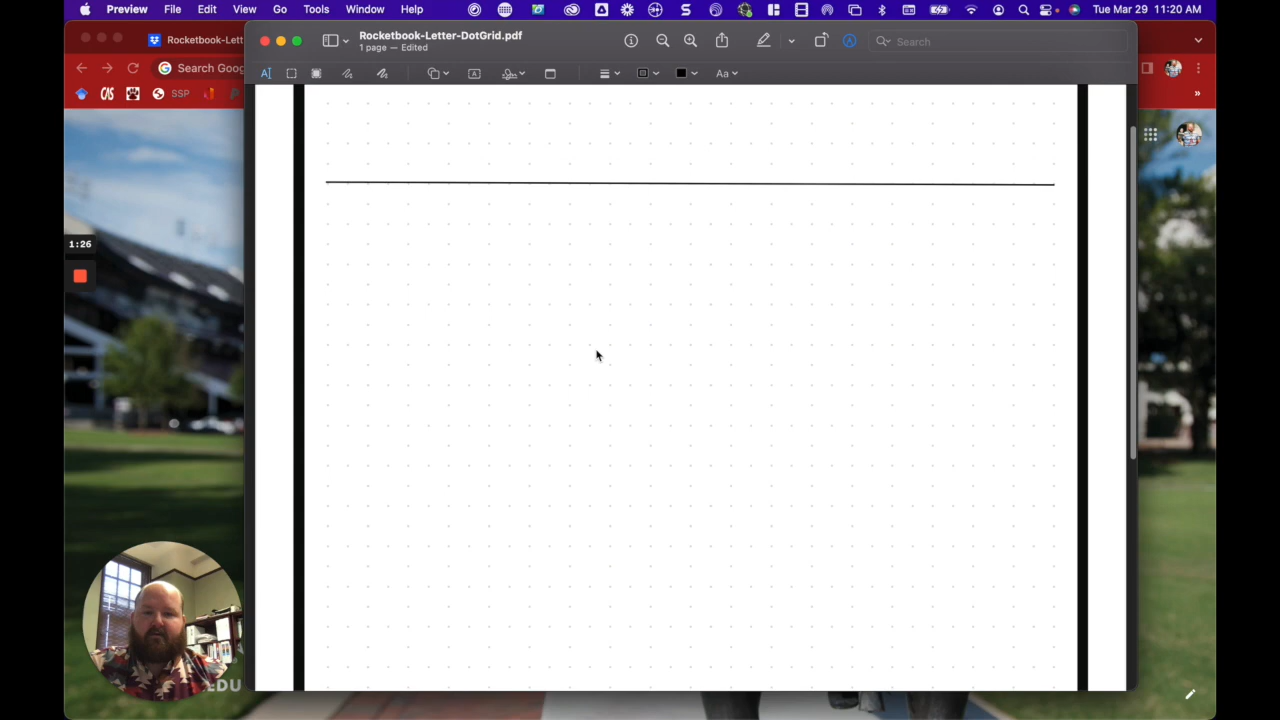 Preview File Edit View Go Tools Window Help Tue Mar 29 11:20 AM
Rocketbook-Lett
Rocketbook-Letter-DotGrid.pdf
1 page — Edited
Search
Search Goog
SSP
Aa
1:26
EDU